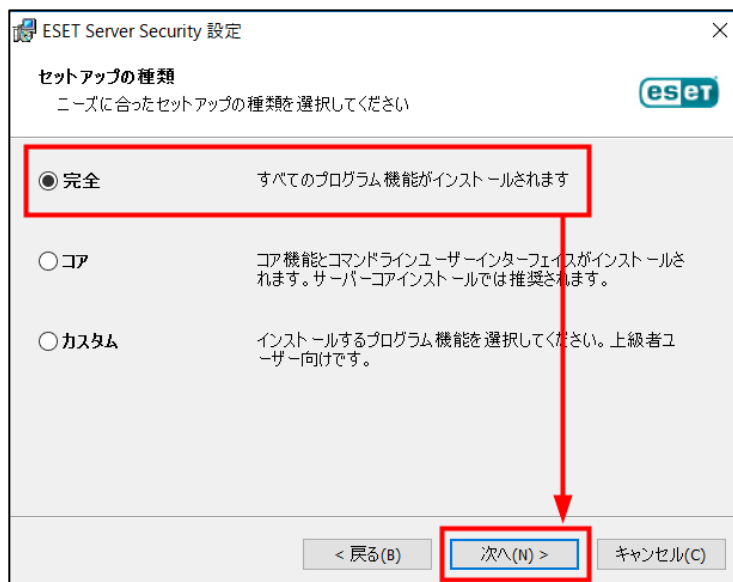 ESET Server Security 設定
セットアップの種類
ニーズに合ったセットアップの種類を選択してください
eseT
完全
すべてのプログラム機能がインストールされます
コア
コア機能とコマンドラインユーザーインターフェイスがインストールさ
れます。サーバーコアインストールでは推奨されます。
カスタム
インストールするプログラム機能を選択してください。上級者ユ
ーザー向けです。
< 戻る(B)
次へ(N) >
キャンセル(C)